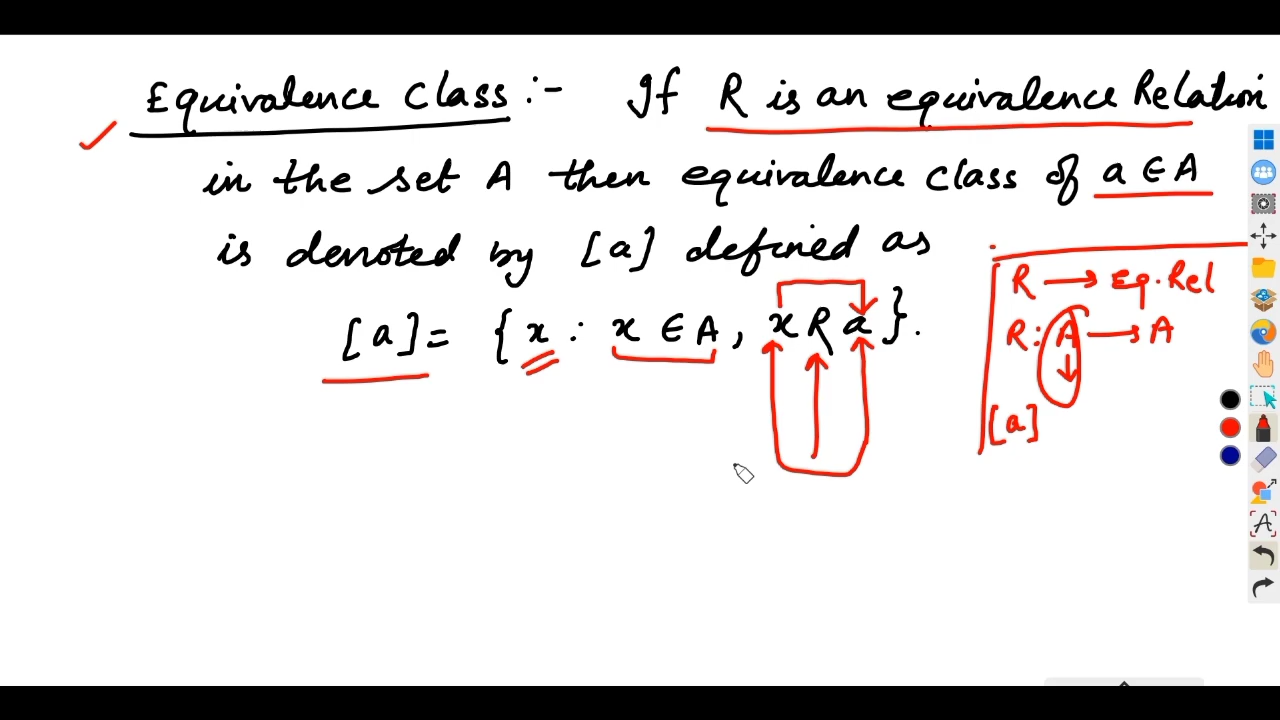 Equivalence Class :- If R is an equivalence Relation
in the set A then equivalence class of a ∈ A
is denoted by [a] defined as
[a] = { x : x ∈ A, x R a }.
R → Eq. Rel
R : A → A
[a]